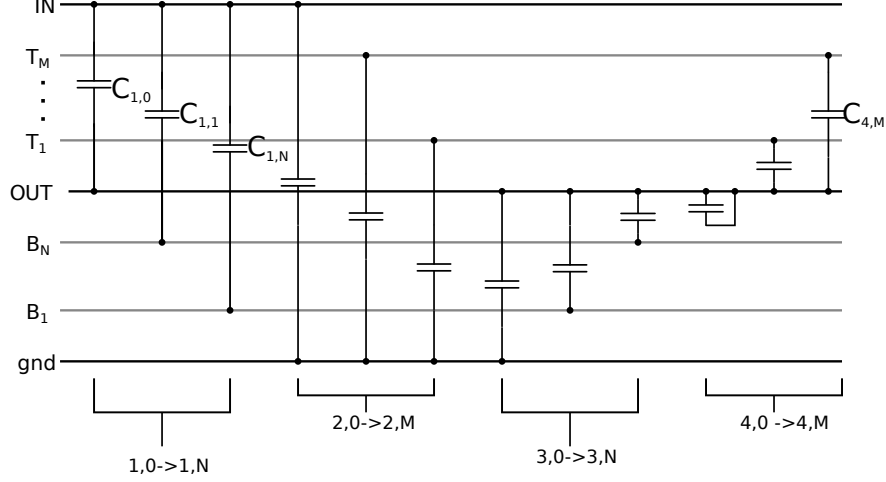 IN
T_M
C_1,0
C_1,1
C_4,M
T_1
C_1,N
OUT
B_N
B_1
gnd
2,0->2,M
4,0 ->4,M
1,0->1,N
3,0->3,N